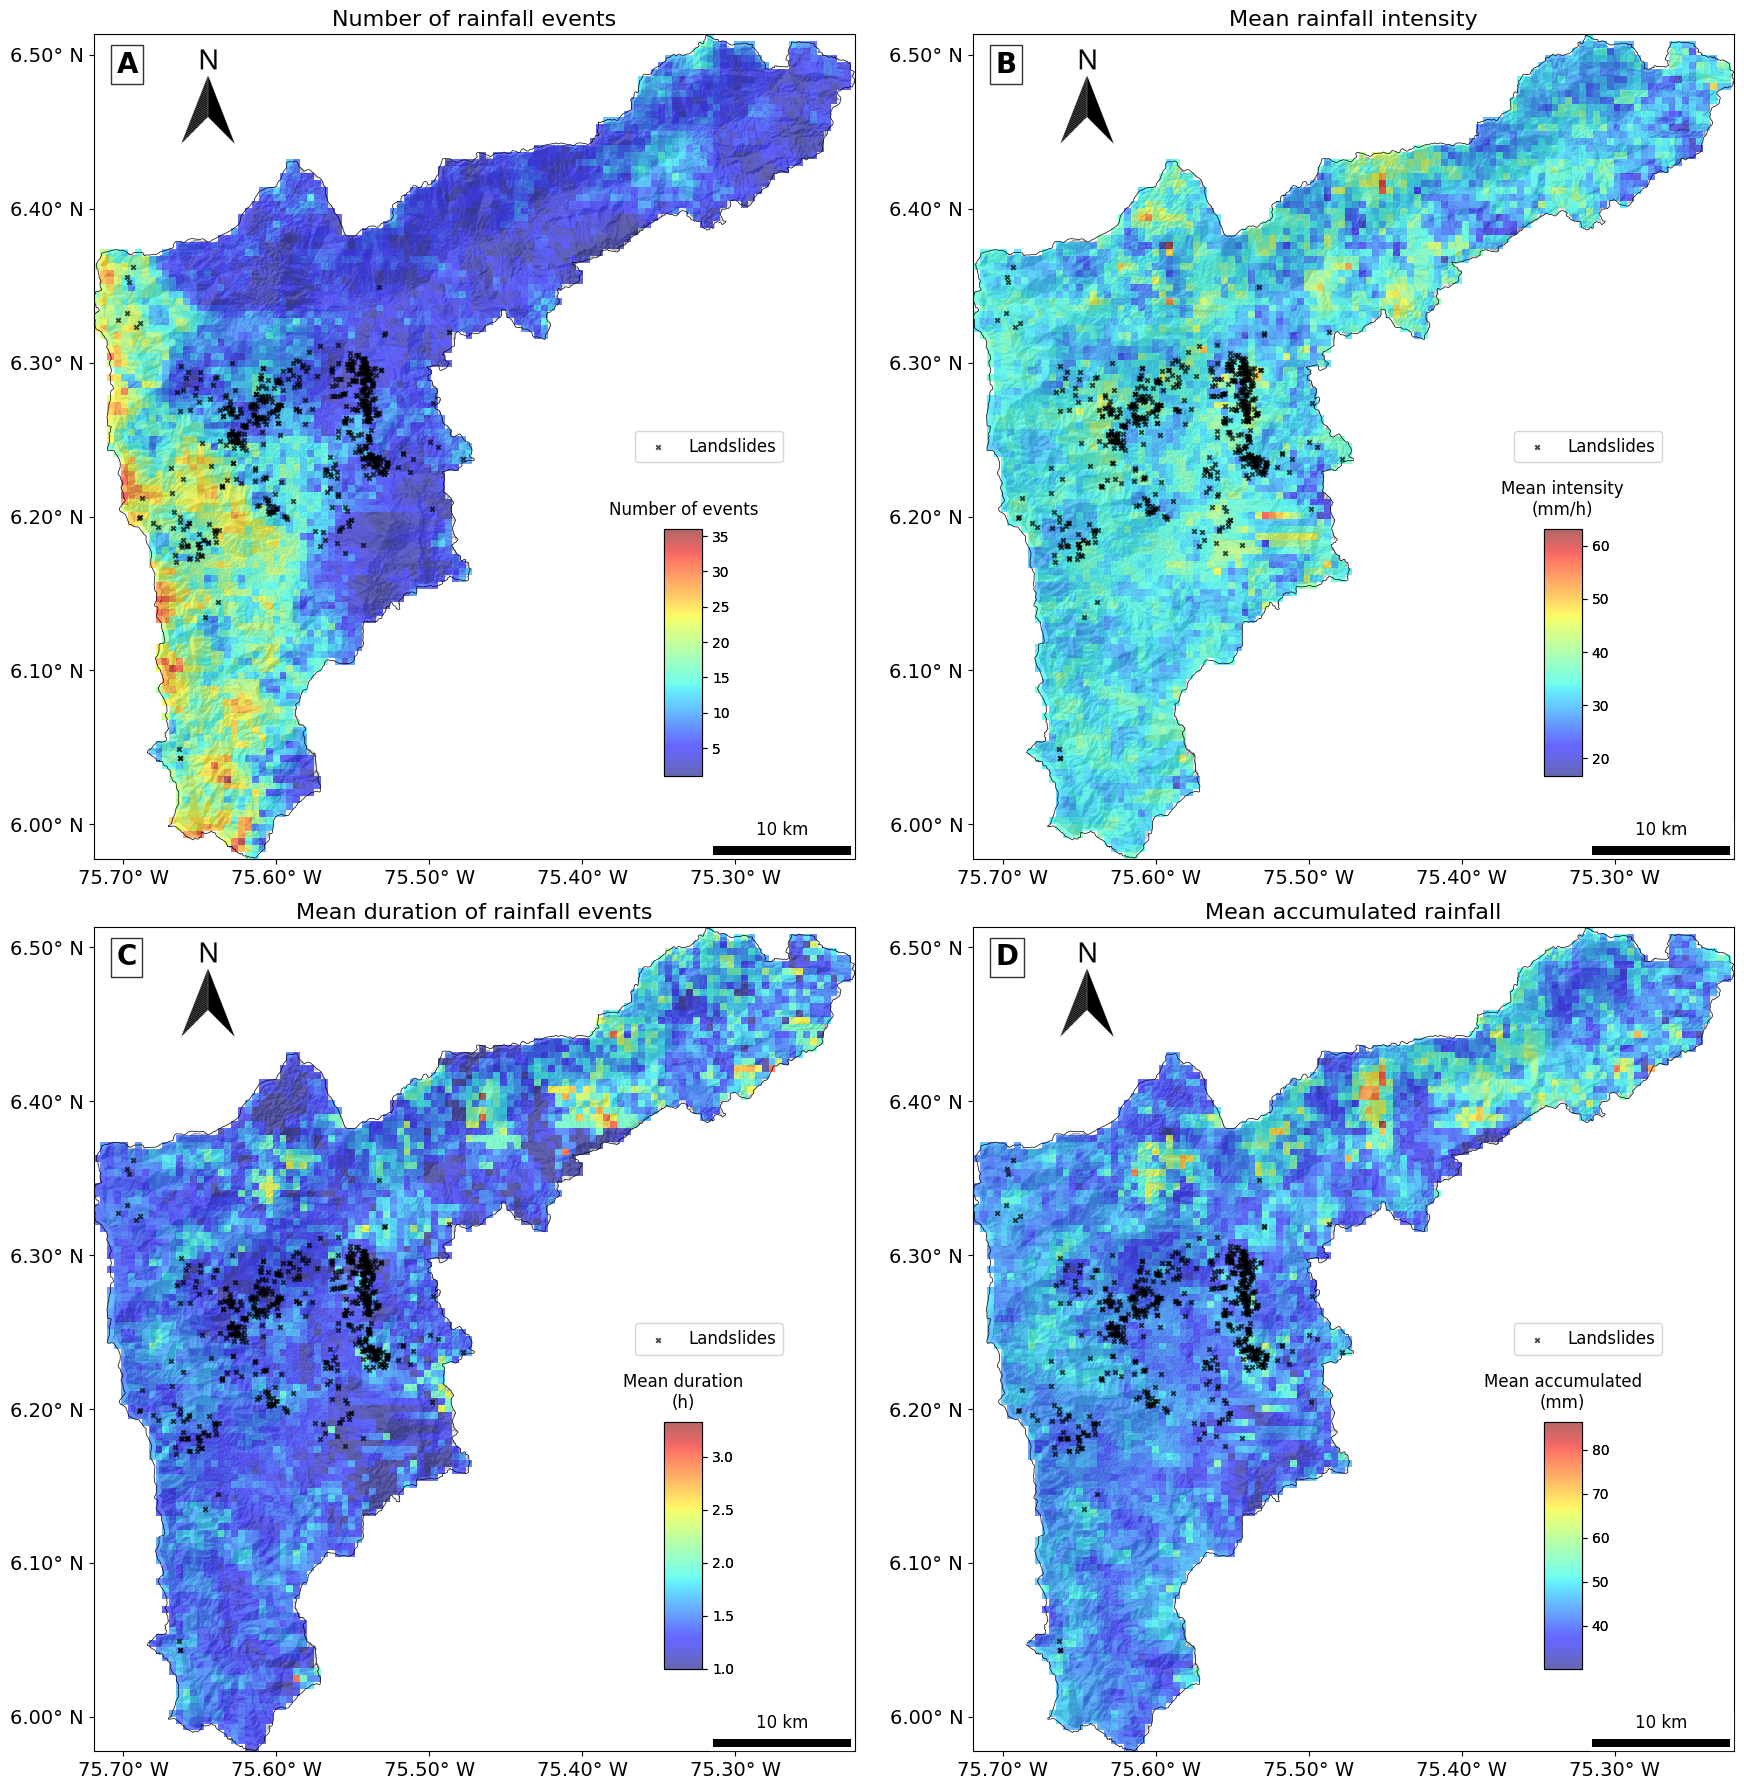 Number of rainfall events
A
N
6.50° N
6.40° N
6.30° N
6.20° N
6.10° N
6.00° N
Landslides
Number of events
35
30
25
20
15
10
5
10 km
75.70° W 75.60° W 75.50° W 75.40° W 75.30° W
Mean rainfall intensity
B
N
6.50° N
6.40° N
6.30° N
6.20° N
6.10° N
6.00° N
Landslides
Mean intensity
(mm/h)
60
50
40
30
20
10 km
75.70° W 75.60° W 75.50° W 75.40° W 75.30° W
Mean duration of rainfall events
C
N
6.50° N
6.40° N
6.30° N
6.20° N
6.10° N
6.00° N
Landslides
Mean duration
(h)
3.0
2.5
2.0
1.5
1.0
10 km
75.70° W 75.60° W 75.50° W 75.40° W 75.30° W
Mean accumulated rainfall
D
N
6.50° N
6.40° N
6.30° N
6.20° N
6.10° N
6.00° N
Landslides
Mean accumulated
(mm)
80
70
60
50
40
10 km
75.70° W 75.60° W 75.50° W 75.40° W 75.30° W